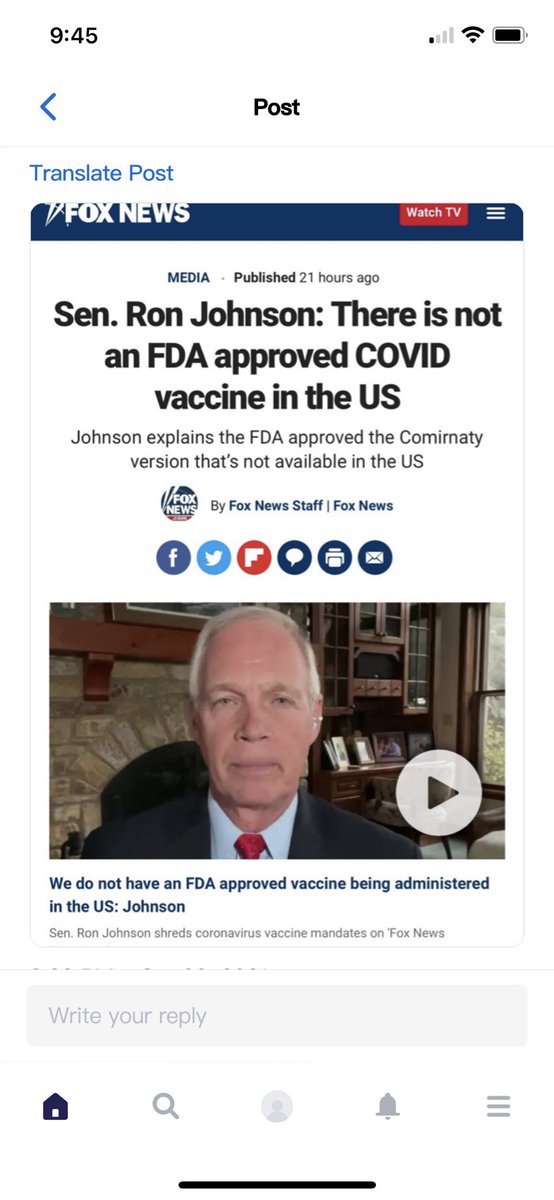 9:45
Post
Translate Post
FOX NEWS
Watch TV
MEDIA · Published 21 hours ago
Sen. Ron Johnson: There is not
an FDA approved COVID
vaccine in the US
Johnson explains the FDA approved the Comirnaty
version that's not available in the US
FOX
NEWS
.com
By Fox News Staff | Fox News
We do not have an FDA approved vaccine being administered
in the US: Johnson
Sen. Ron Johnson shreds coronavirus vaccine mandates on 'Fox News
Write your reply